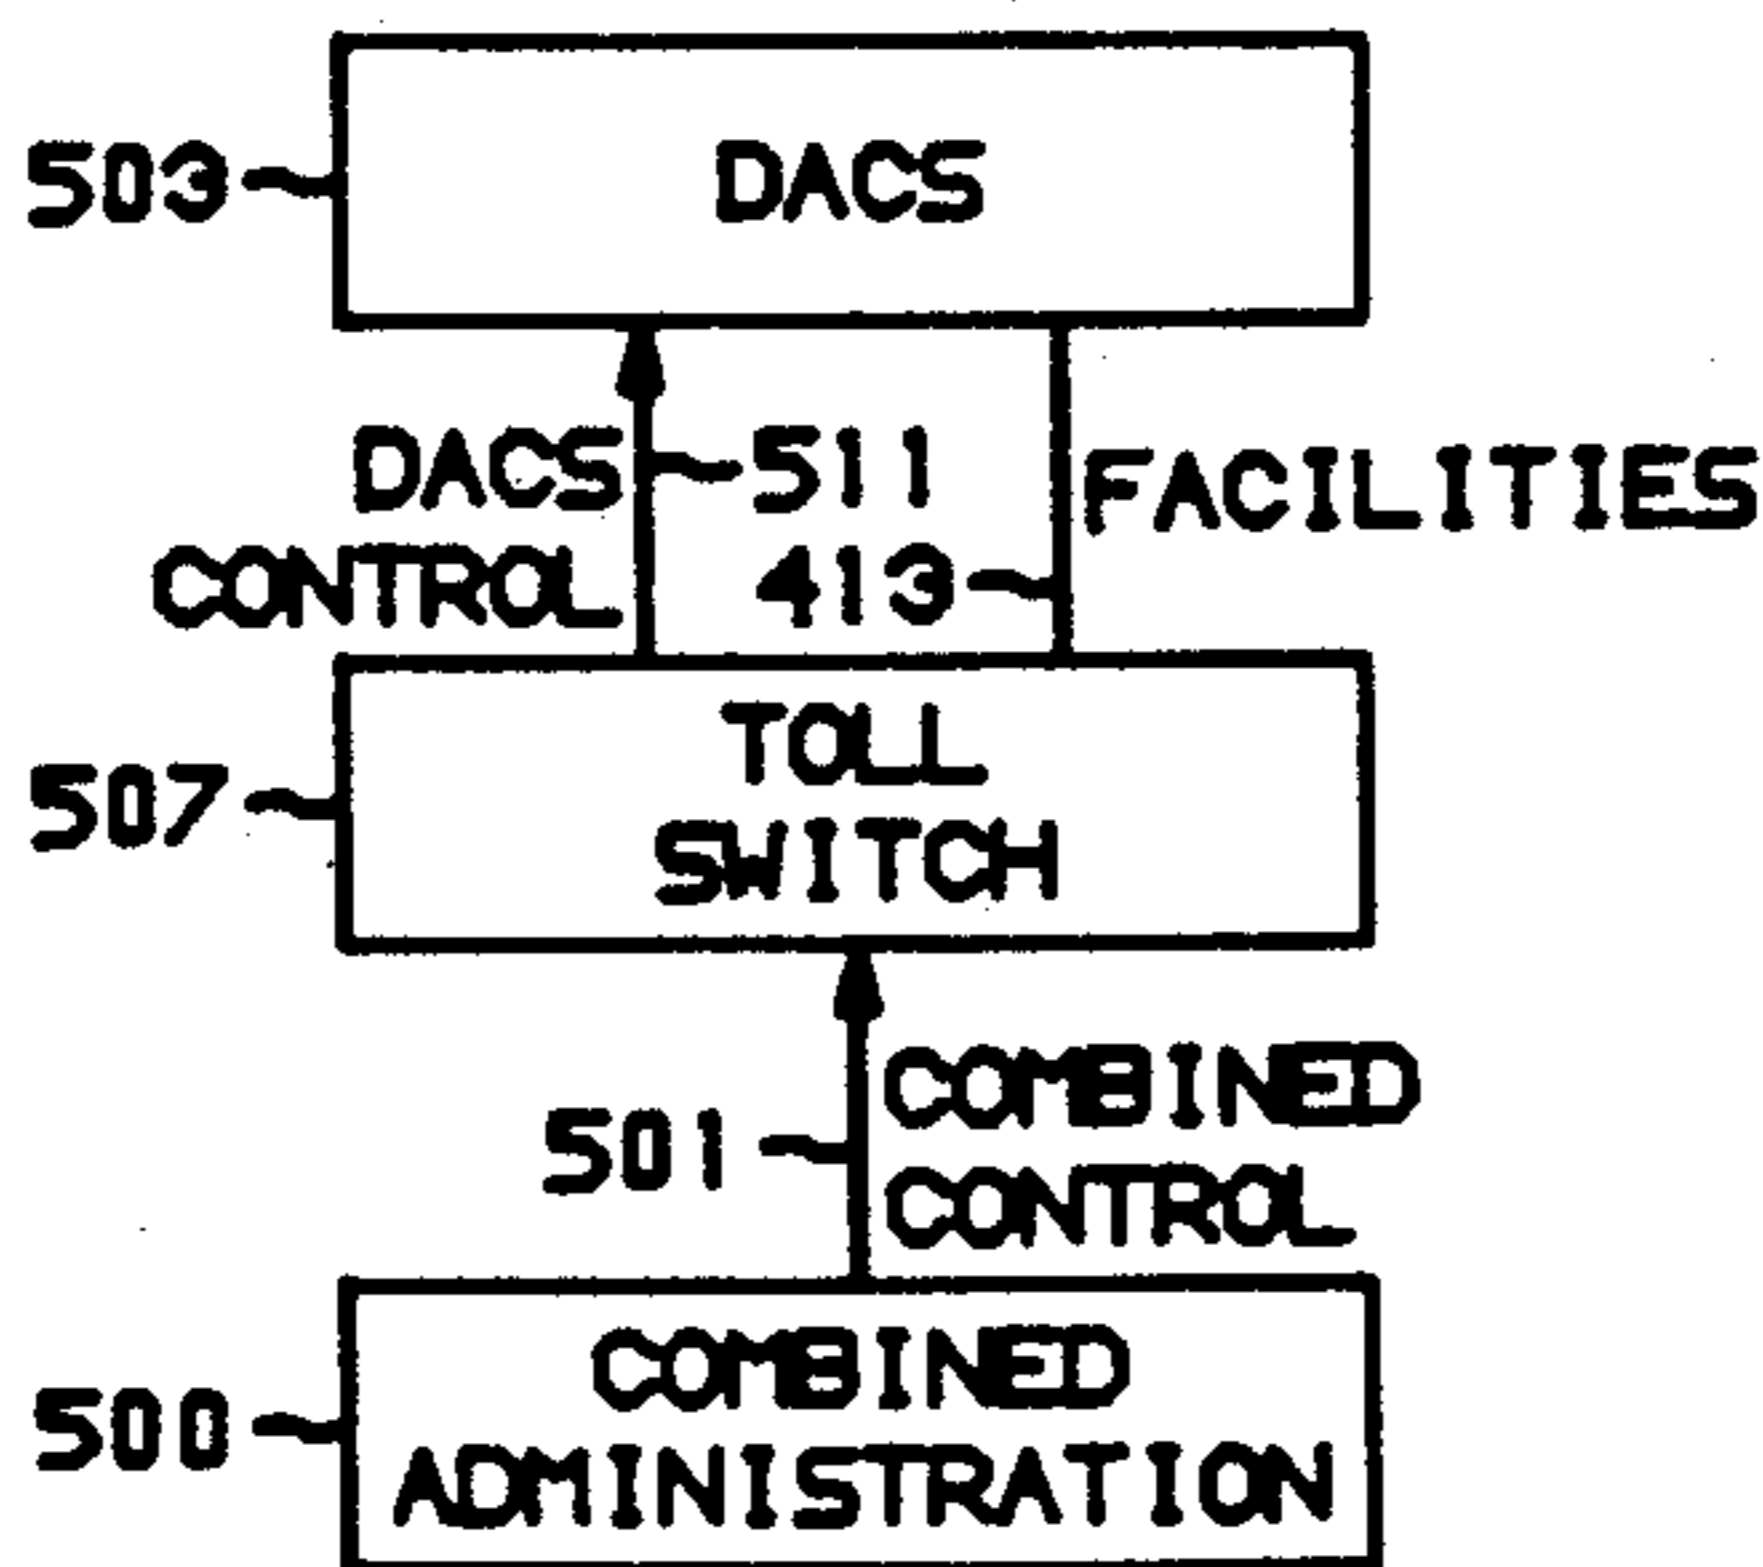 503
DACS
DACS
CONTROL
511
413
FACILITIES
507
TOLL
SWITCH
501
COMBINED
CONTROL
500
COMBINED
ADMINISTRATION